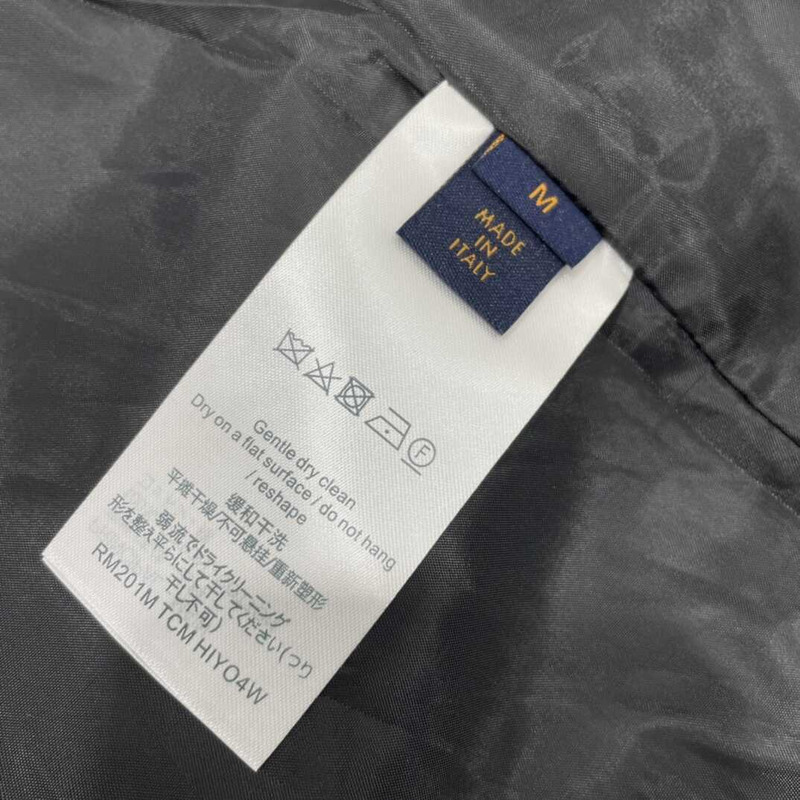 M
MADE
IN
ITALY
F
Gentle dry clean
Dry on a flat surface / do not hang
/ reshape
缓和干洗
平摊干燥/不可悬挂/重新塑形
弱流でドライクリーニング
形を整え平らにして干してください(つり
干し不可)
RM201M TCM HIYO4W